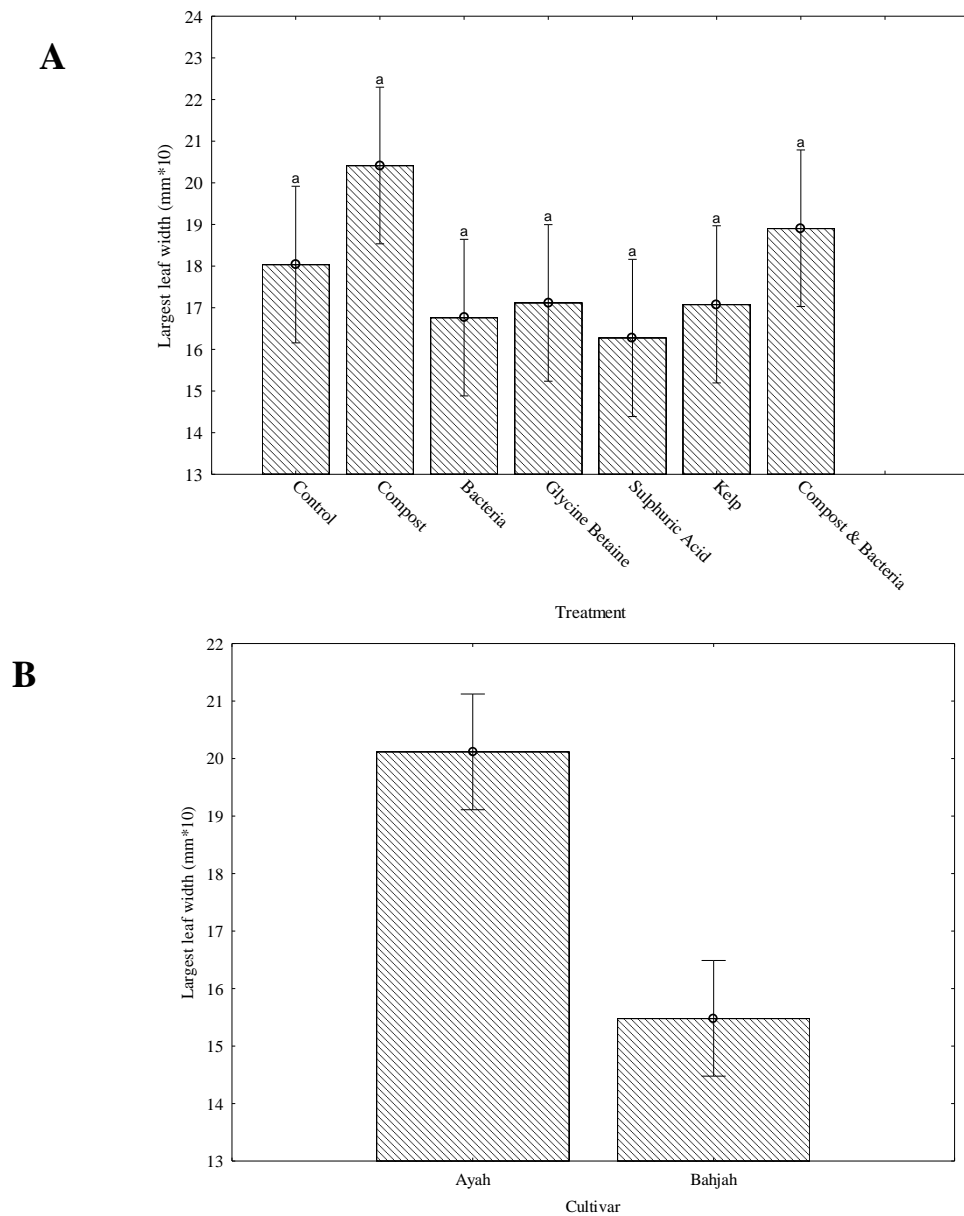 A
Largest leaf width (mm*10)
24
23
22
21
20
19
18
17
16
15
14
13
a
a
a
a
a
a
a
Control
Compost
Bacteria
Glycine Betaine
Sulphuric Acid
Kelp
Compost & Bacteria
Treatment
B
Largest leaf width (mm*10)
22
21
20
19
18
17
16
15
14
13
Ayah
Bahjah
Cultivar